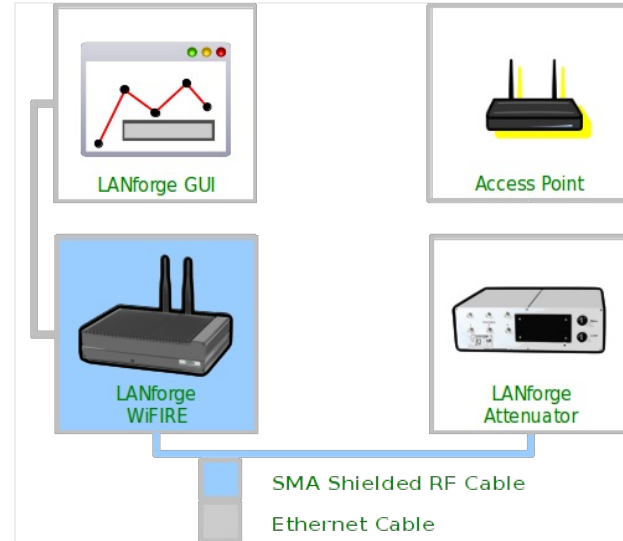 LANforge GUI
Access Point
LANforge
WiFIRE
LANforge
Attenuator
SMA Shielded RF Cable
Ethernet Cable